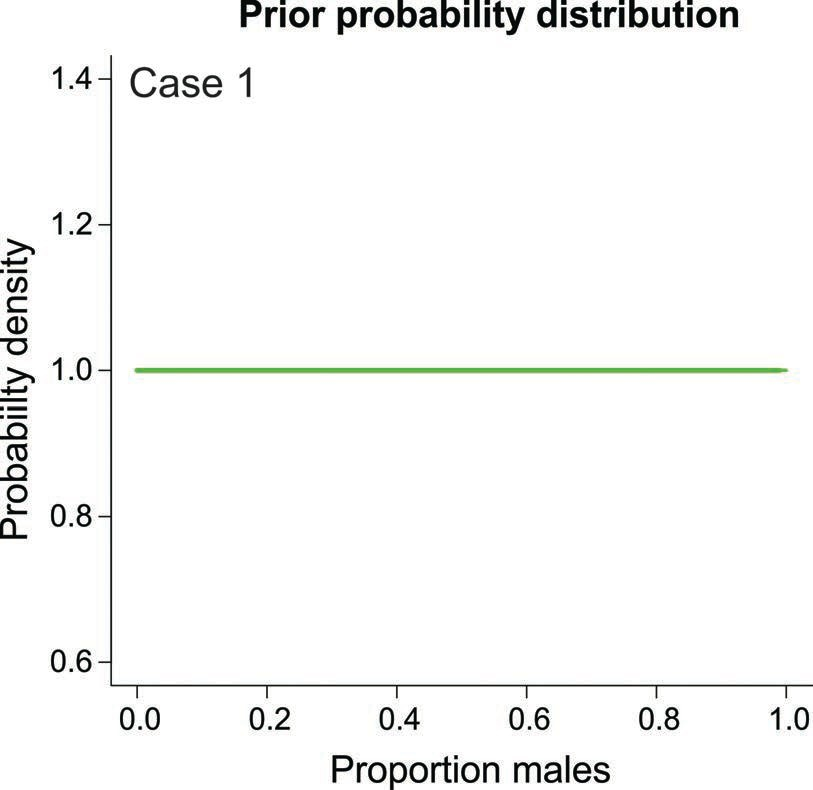 Prior probability distribution
Case 1
Probabiilty density
1.4
1.2
1.0
0.8
0.6
0.0 0.2 0.4 0.6 0.8 1.0
Proportion males